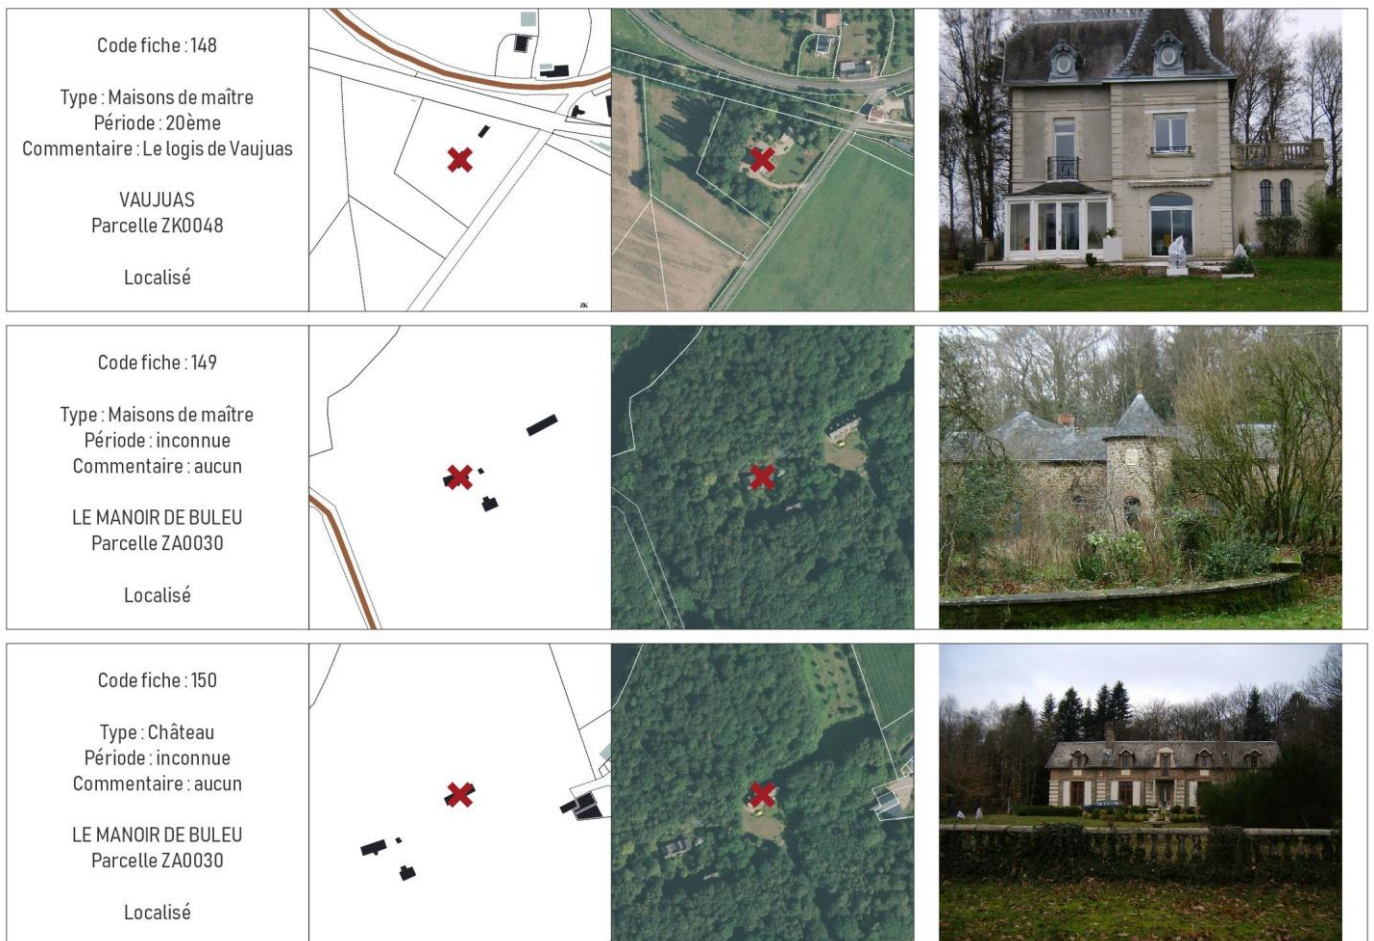 Code fiche : 148
Type : Maisons de maître
Période : 20ème
Commentaire : Le logis de Vaujuas
VAUJUAS
Parcelle ZK0048
Localisé
ZK
Code fiche : 149
Type : Maisons de maître
Période : inconnue
Commentaire : aucun
LE MANOIR DE BULEU
Parcelle ZA0030
Localisé
Code fiche : 150
Type : Château
Période : inconnue
Commentaire : aucun
LE MANOIR DE BULEU
Parcelle ZA0030
Localisé